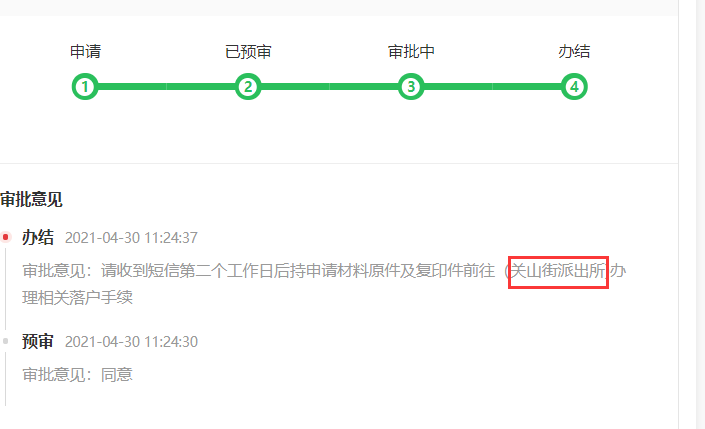 申请 已预审 审批中 办结
1 2 3 4
审批意见
办结 2021-04-30 11:24:37
审批意见：请收到短信第二个工作日后持申请材料原件及复印件前往（关山街派出所）办
理相关落户手续
预审 2021-04-30 11:24:30
审批意见：同意